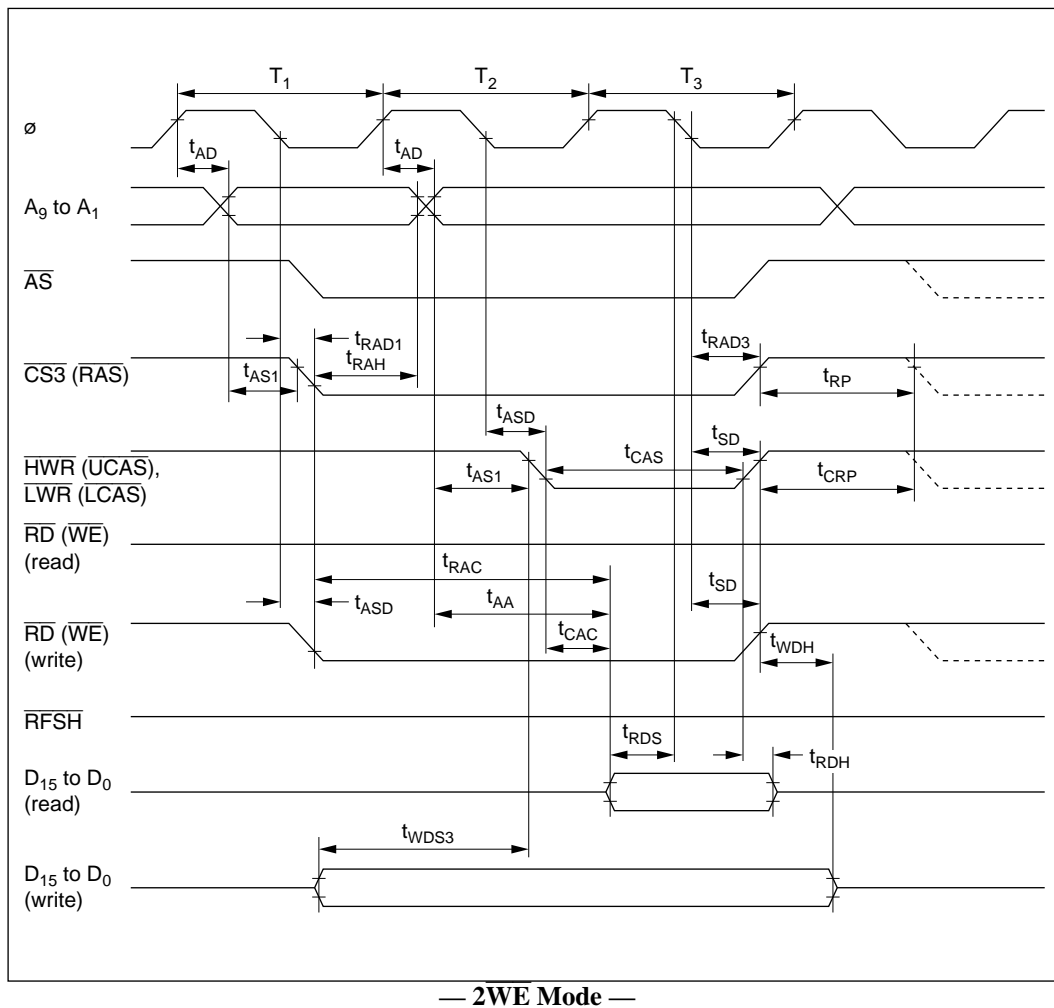 T1 T2 T3
ø
tAD tAD
A9 to A1
AS
tRAD1 tRAD3
CS3 (RAS)
tRAH
tAS1 tRP
tASD tSD
HWR (UCAS),
tCAS
LWR (LCAS)
tAS1 tCRP
RD (WE)
(read)
tRAC
tASD tAA tSD
RD (WE)
(write)
tCAC tWDH
RFSH
tRDS tRDH
D15 to D0
(read)
tWDS3
D15 to D0
(write)
— 2WE Mode —